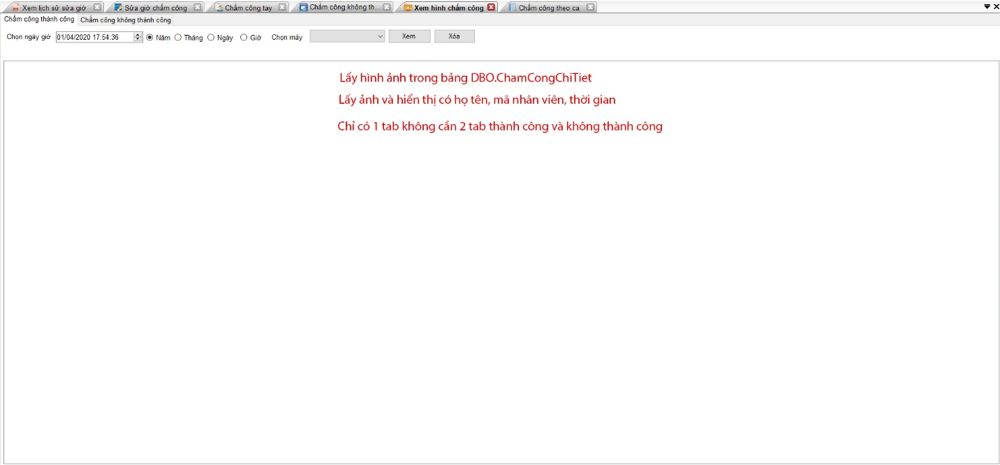 Xem lịch sử sửa giờ Sửa giờ chấm công Chấm công tay Chấm công không th... Xem hình chấm công Chấm công theo ca
Chấm công thành công Chấm công không thành công
Chọn ngày giờ 01/04/2020 17:54:36 Năm Tháng Ngày Giờ Chọn máy Xem Xóa
Lấy hình ảnh trong bảng DBO.ChamCongChiTiet
Lấy ảnh và hiển thị có họ tên, mã nhân viên, thời gian
Chỉ có 1 tab không cần 2 tab thành công và không thành công